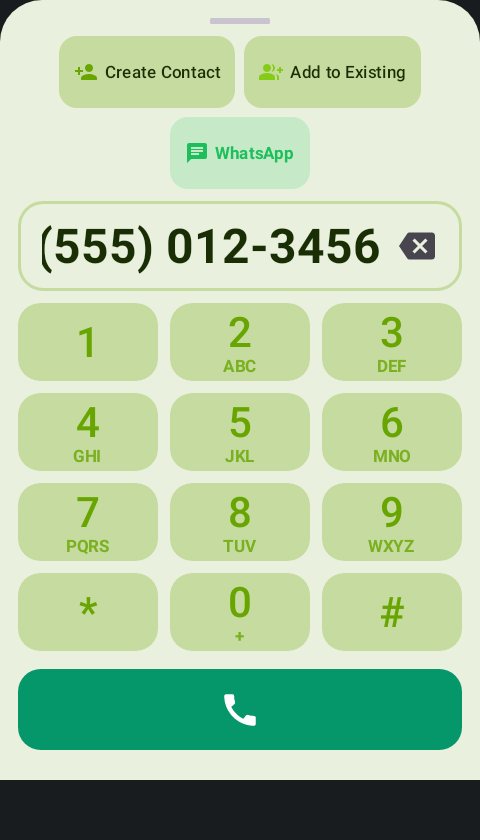 Create Contact
Add to Existing
WhatsApp
(555) 012-3456
1
2
ABC
3
DEF
4
GHI
5
JKL
6
MNO
7
PQRS
8
TUV
9
WXYZ
*
0
+
#